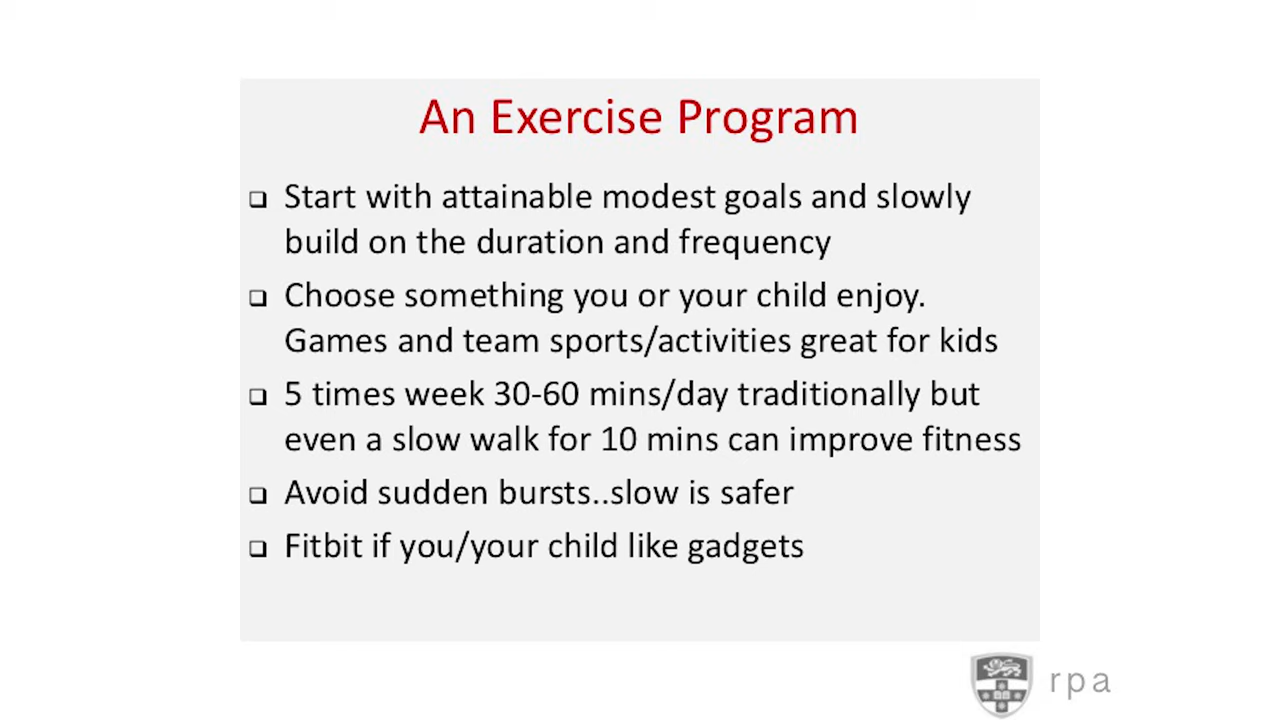 An Exercise Program
Start with attainable modest goals and slowly
build on the duration and frequency
Choose something you or your child enjoy.
Games and team sports/activities great for kids
5 times week 30-60 mins/day traditionally but
even a slow walk for 10 mins can improve fitness
Avoid sudden bursts..slow is safer
Fitbit if you/your child like gadgets
rpa